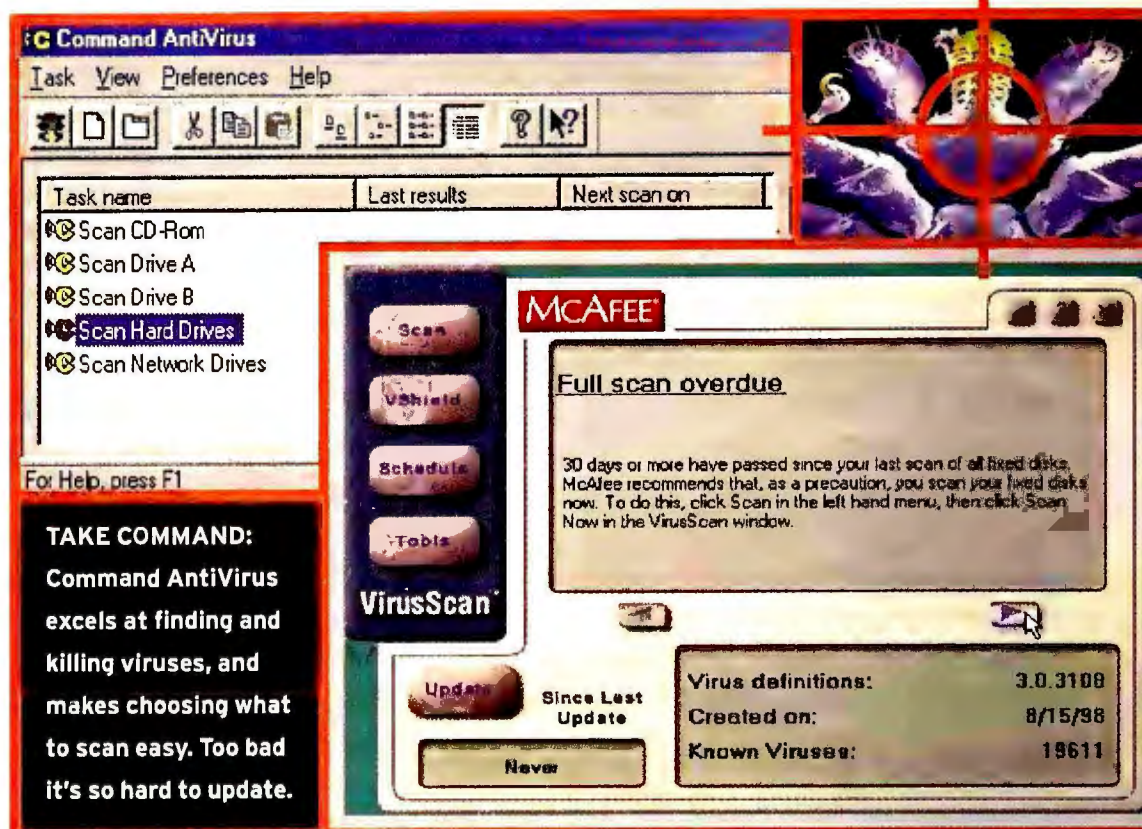 Command AntiVirus
Task View Preferences Help
Task name Last results Next scan on
Scan CD-Rom
Scan Drive A
Scan Drive B
Scan Hard Drives
Scan Network Drives
For Help, press F1
TAKE COMMAND:
Command AntiVirus
excels at finding and
killing viruses, and
makes choosing what
to scan easy. Too bad
it's so hard to update.
McAFEE
Scan
VShield
Schedule
Tools
VirusScan
Full scan overdue
30 days or more have passed since your last scan of all fixed disks.
McAfee recommends that, as a precaution, you scan your fixed disks
now. To do this, click Scan in the left hand menu, then click Scan
Now in the VirusScan window.
Update
Since Last
Update
Never
Virus definitions: 3.0.3108
Created on: 8/15/98
Known Viruses: 19611